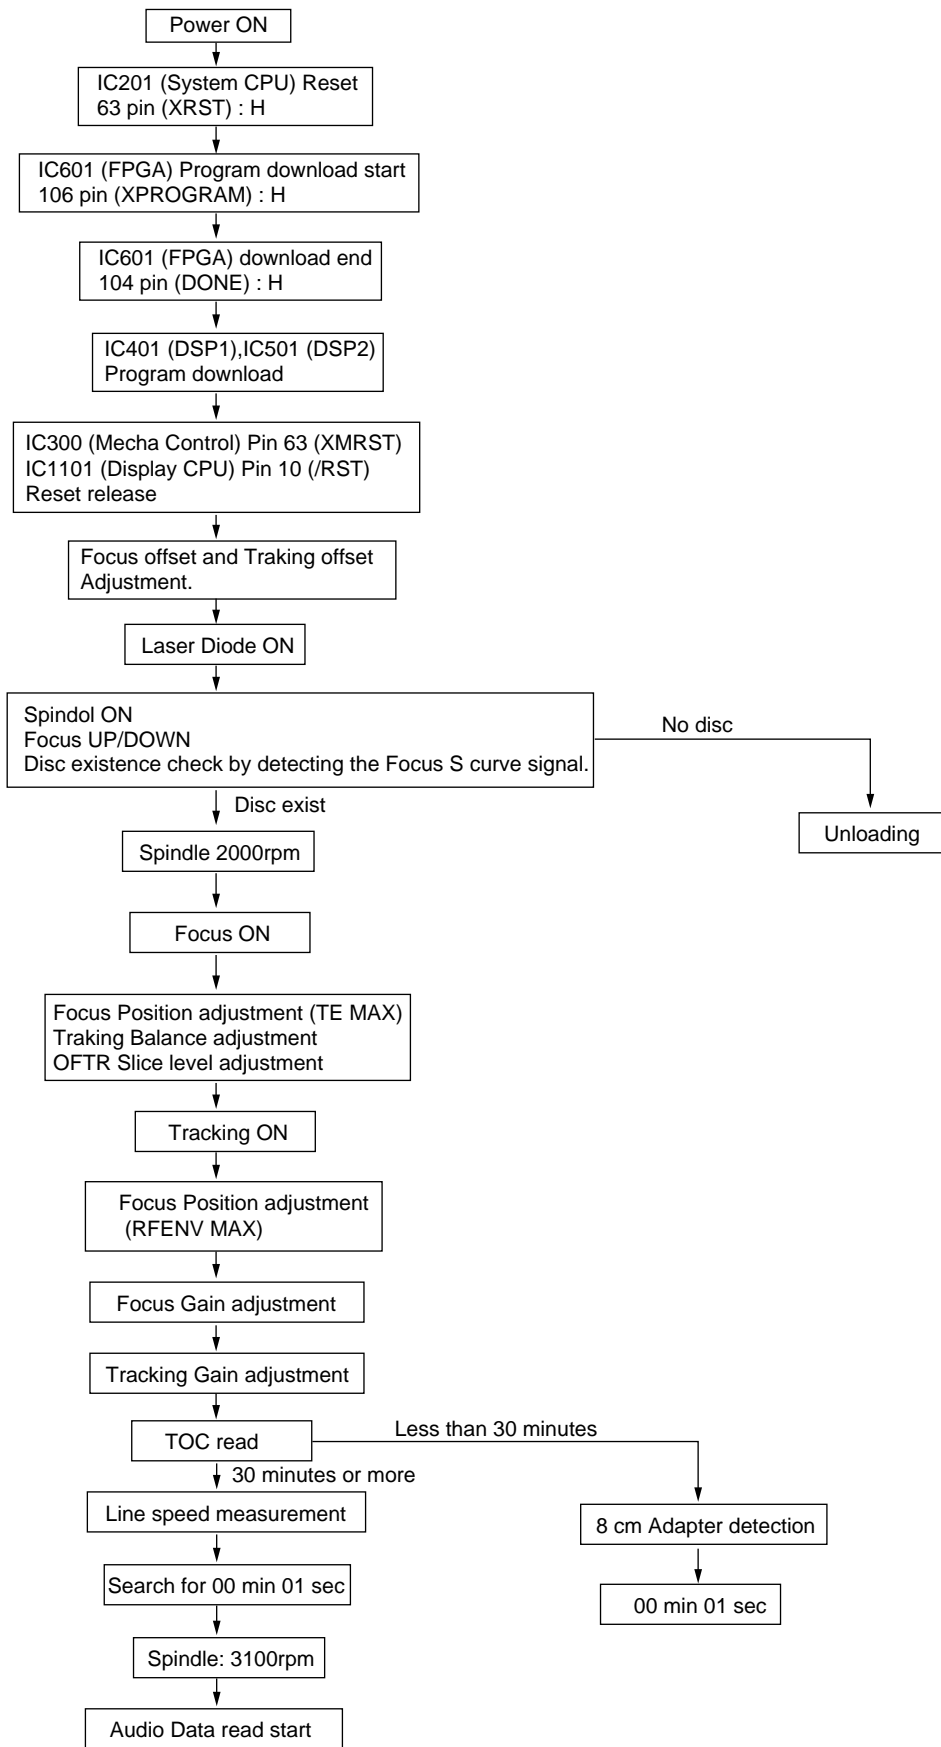 Power ON
IC201 (System CPU) Reset
63 pin (XRST) : H
IC601 (FPGA) Program download start
106 pin (XPROGRAM) : H
IC601 (FPGA) download end
104 pin (DONE) : H
IC401 (DSP1),IC501 (DSP2)
Program download
IC300 (Mecha Control) Pin 63 (XMRST)
IC1101 (Display CPU) Pin 10 (/RST)
Reset release
Focus offset and Traking offset
Adjustment.
Laser Diode ON
Spindol ON
Focus UP/DOWN
Disc existence check by detecting the Focus S curve signal.
No disc
Unloading
Disc exist
Spindle 2000rpm
Focus ON
Focus Position adjustment (TE MAX)
Traking Balance adjustment
OFTR Slice level adjustment
Tracking ON
Focus Position adjustment
(RFENV MAX)
Focus Gain adjustment
Tracking Gain adjustment
TOC read
Less than 30 minutes
30 minutes or more
Line speed measurement
8 cm Adapter detection
Search for 00 min 01 sec
00 min 01 sec
Spindle: 3100rpm
Audio Data read start